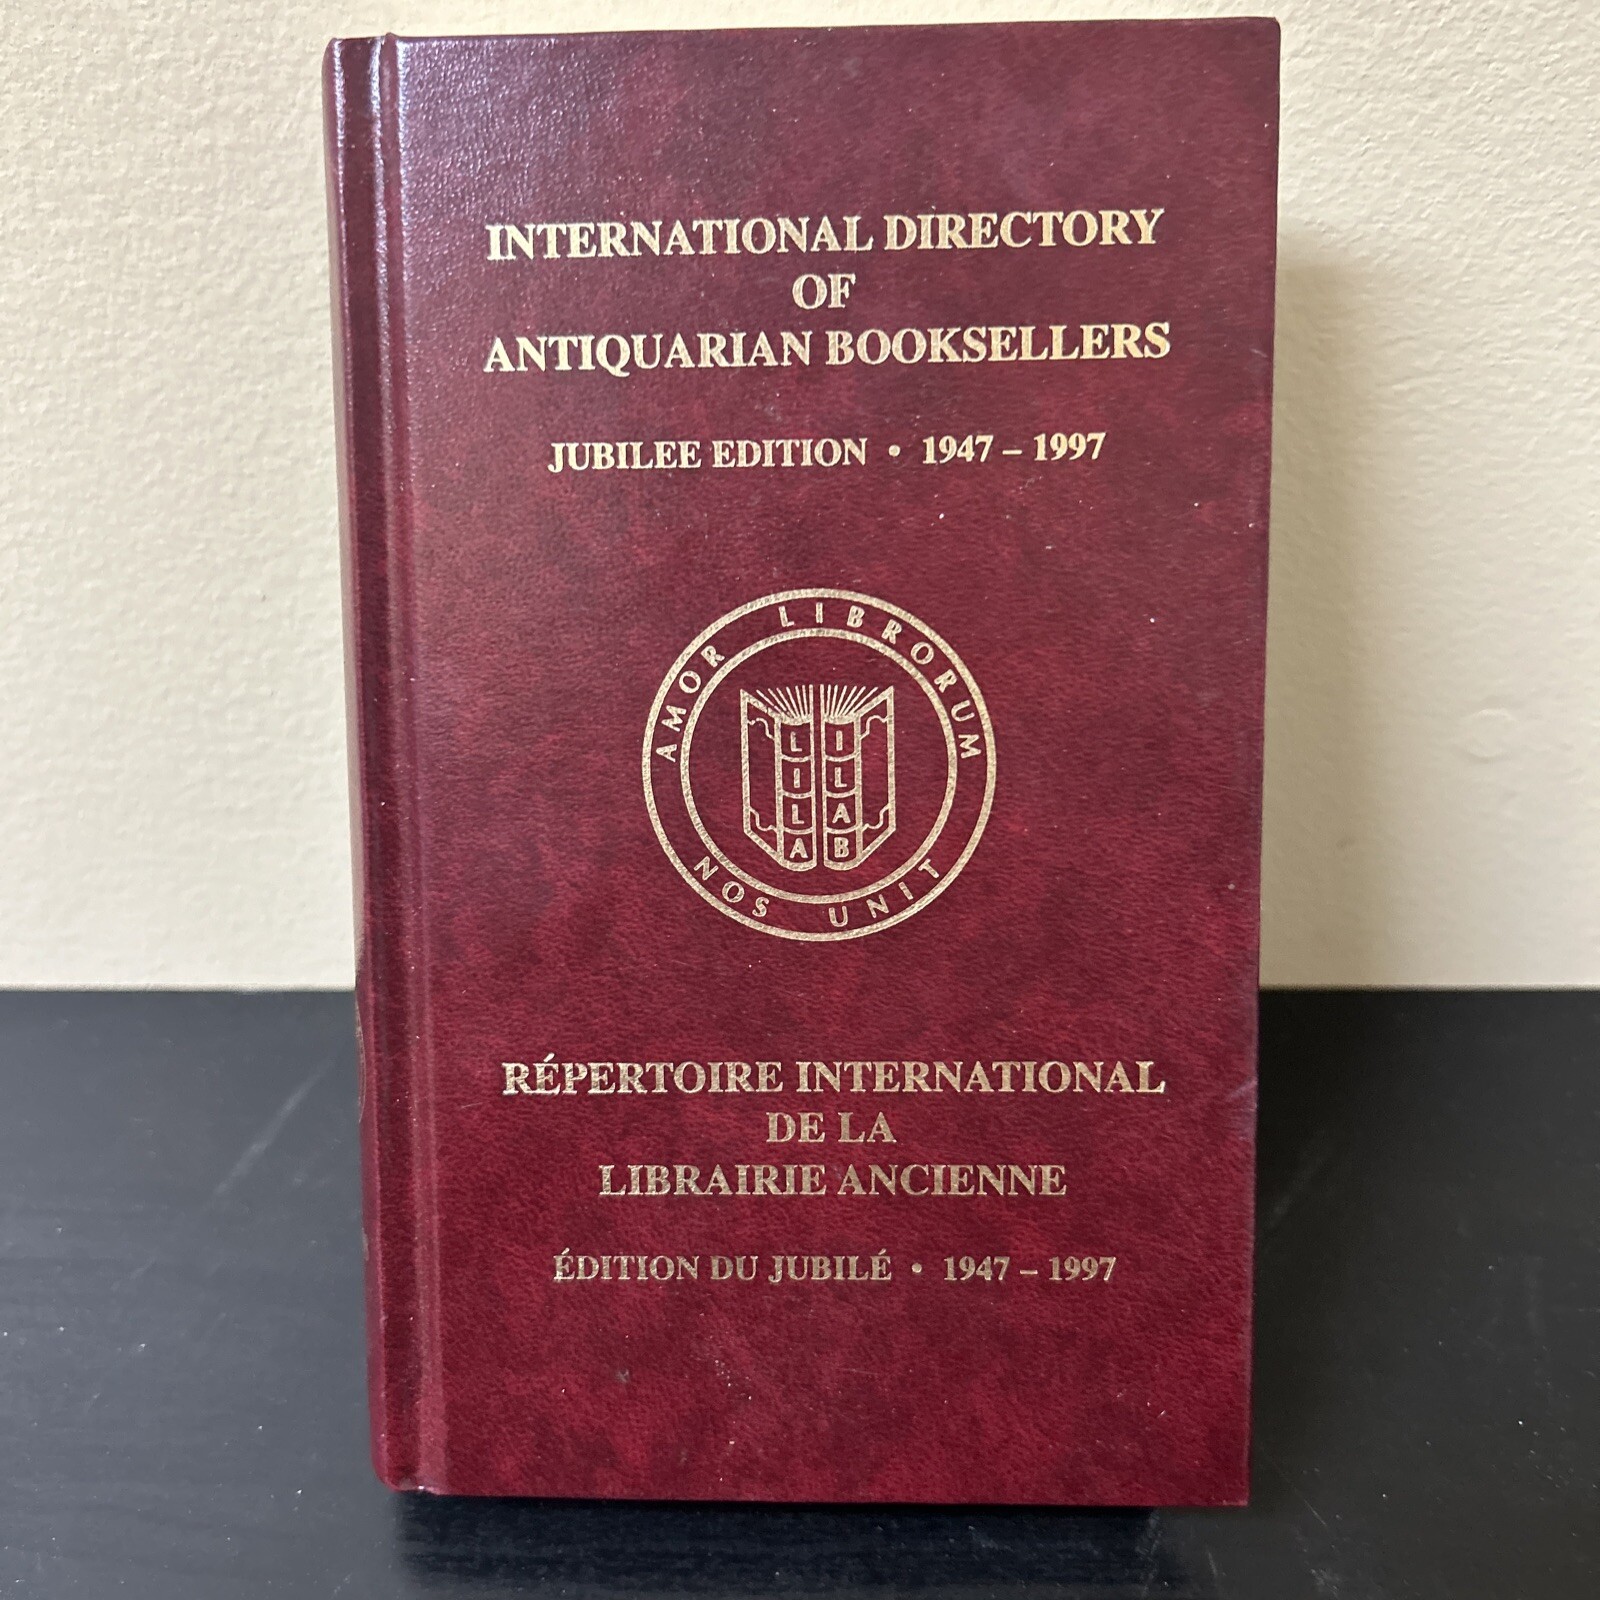 INTERNATIONAL DIRECTORY
OF
ANTIQUARIAN BOOKSELLERS
JUBILEE EDITION • 1947 – 1997
AMOR LIBRORUM
LILA
ILAB
NOS UNIT
RÉPERTOIRE INTERNATIONAL
DE LA
LIBRAIRIE ANCIENNE
ÉDITION DU JUBILÉ • 1947 – 1997